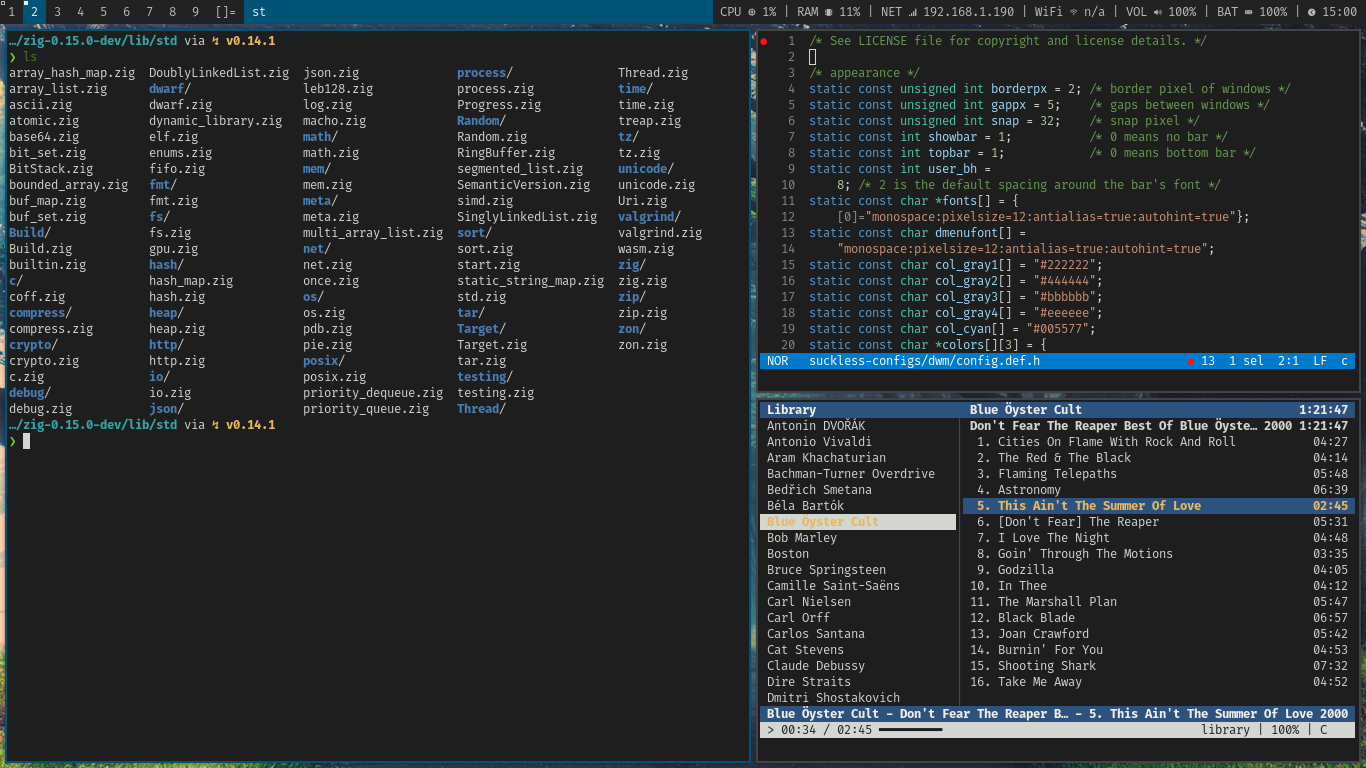 1 2 3 4 5 6 7 8 9 []= st CPU 1% | RAM 11% | NET 192.168.1.190 | WiFi n/a | VOL 100% | BAT 100% | 15:00
…/zig-0.15.0-dev/lib/std via ↯ v0.14.1
❯ ls
array_hash_map.zig DoublyLinkedList.zig json.zig process/ Thread.zig
array_list.zig dwarf/ leb128.zig process.zig time/
ascii.zig dwarf.zig log.zig Progress.zig time.zig
atomic.zig dynamic_library.zig macho.zig Random/ treap.zig
base64.zig elf.zig math/ Random.zig tz/
bit_set.zig enums.zig math.zig RingBuffer.zig tz.zig
BitStack.zig fifo.zig mem/ segmented_list.zig unicode/
bounded_array.zig fmt/ mem.zig SemanticVersion.zig unicode.zig
buf_map.zig fmt.zig meta/ simd.zig Uri.zig
buf_set.zig fs/ meta.zig SinglyLinkedList.zig valgrind/
Build/ fs.zig multi_array_list.zig sort/ valgrind.zig
Build.zig gpu.zig net/ sort.zig wasm.zig
builtin.zig hash/ net.zig start.zig zig/
c/ hash_map.zig once.zig static_string_map.zig zig.zig
coff.zig hash.zig os/ std.zig zip/
compress/ heap/ os.zig tar/ zip.zig
compress.zig heap.zig pdb.zig Target/ zon/
crypto/ http/ pie.zig Target.zig zon.zig
crypto.zig http.zig posix/ tar.zig
c.zig io/ posix.zig testing/
debug/ io.zig priority_dequeue.zig testing.zig
debug.zig json/ priority_queue.zig Thread/
…/zig-0.15.0-dev/lib/std via ↯ v0.14.1
❯
● 1 /* See LICENSE file for copyright and license details. */
2
3 /* appearance */
4 static const unsigned int borderpx = 2; /* border pixel of windows */
5 static const unsigned int gappx = 5; /* gaps between windows */
6 static const unsigned int snap = 32; /* snap pixel */
7 static const int showbar = 1; /* 0 means no bar */
8 static const int topbar = 1; /* 0 means bottom bar */
9 static const int user_bh =
10 8; /* 2 is the default spacing around the bar's font */
11 static const char *fonts[] = {
12 [0]="monospace:pixelsize=12:antialias=true:autohint=true"};
13 static const char dmenufont[] =
14 "monospace:pixelsize=12:antialias=true:autohint=true";
15 static const char col_gray1[] = "#222222";
16 static const char col_gray2[] = "#444444";
17 static const char col_gray3[] = "#bbbbbb";
18 static const char col_gray4[] = "#eeeeee";
19 static const char col_cyan[] = "#005577";
20 static const char *colors[][3] = {
NOR suckless-configs/dwm/config.def.h ● 13 1 sel 2:1 LF c
Library Blue Öyster Cult 1:21:47
Antonín DVOŘÁK Don't Fear The Reaper Best Of Blue Öyste… 2000 1:21:47
Antonio Vivaldi 1. Cities On Flame With Rock And Roll 04:27
Aram Khachaturian 2. The Red & The Black 04:14
Bachman-Turner Overdrive 3. Flaming Telepaths 05:48
Bedřich Smetana 4. Astronomy 06:39
Béla Bartók 5. This Ain't The Summer Of Love 02:45
Blue Öyster Cult 6. [Don't Fear] The Reaper 05:31
Bob Marley 7. I Love The Night 04:48
Boston 8. Goin' Through The Motions 03:35
Bruce Springsteen 9. Godzilla 04:05
Camille Saint-Saëns 10. In Thee 04:12
Carl Nielsen 11. The Marshall Plan 05:47
Carl Orff 12. Black Blade 06:57
Carlos Santana 13. Joan Crawford 05:42
Cat Stevens 14. Burnin' For You 04:53
Claude Debussy 15. Shooting Shark 07:32
Dire Straits 16. Take Me Away 04:52
Dmitri Shostakovich
Blue Öyster Cult - Don't Fear The Reaper B… - 5. This Ain't The Summer Of Love 2000
> 00:34 / 02:45 library | 100% | C